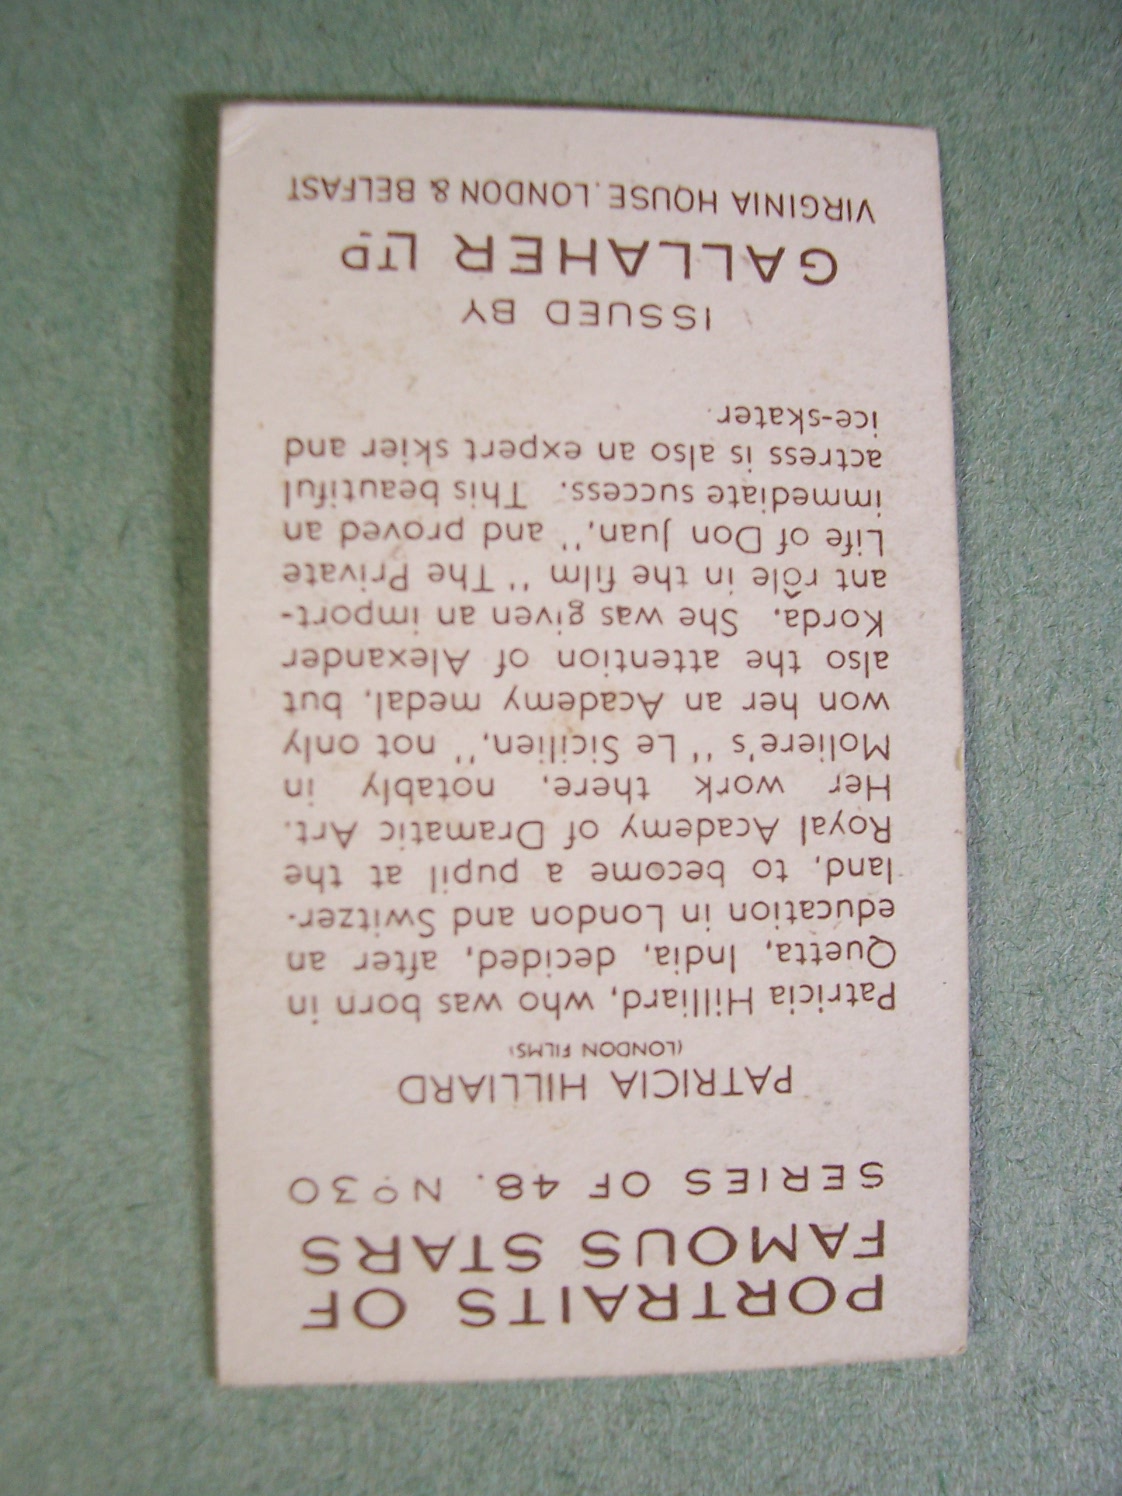 PORTRAITS OF
FAMOUS STARS
SERIES OF 48. Nº 30
PATRICIA HILLIARD
(LONDON FILMS)
Patricia Hilliard, who was born in
Quetta, India, decided, after an
education in London and Switzer-
land, to become a pupil at the
Royal Academy of Dramatic Art.
Her work there, notably in
Moliere's "Le Sicilien," not only
won her an Academy medal, but
also the attention of Alexander
Korda. She was given an import-
ant rôle in the film "The Private
Life of Don Juan," and proved an
immediate success. This beautiful
actress is also an expert skier and
ice-skater.
ISSUED BY
GALLAHER LTD
VIRGINIA HOUSE, LONDON & BELFAST